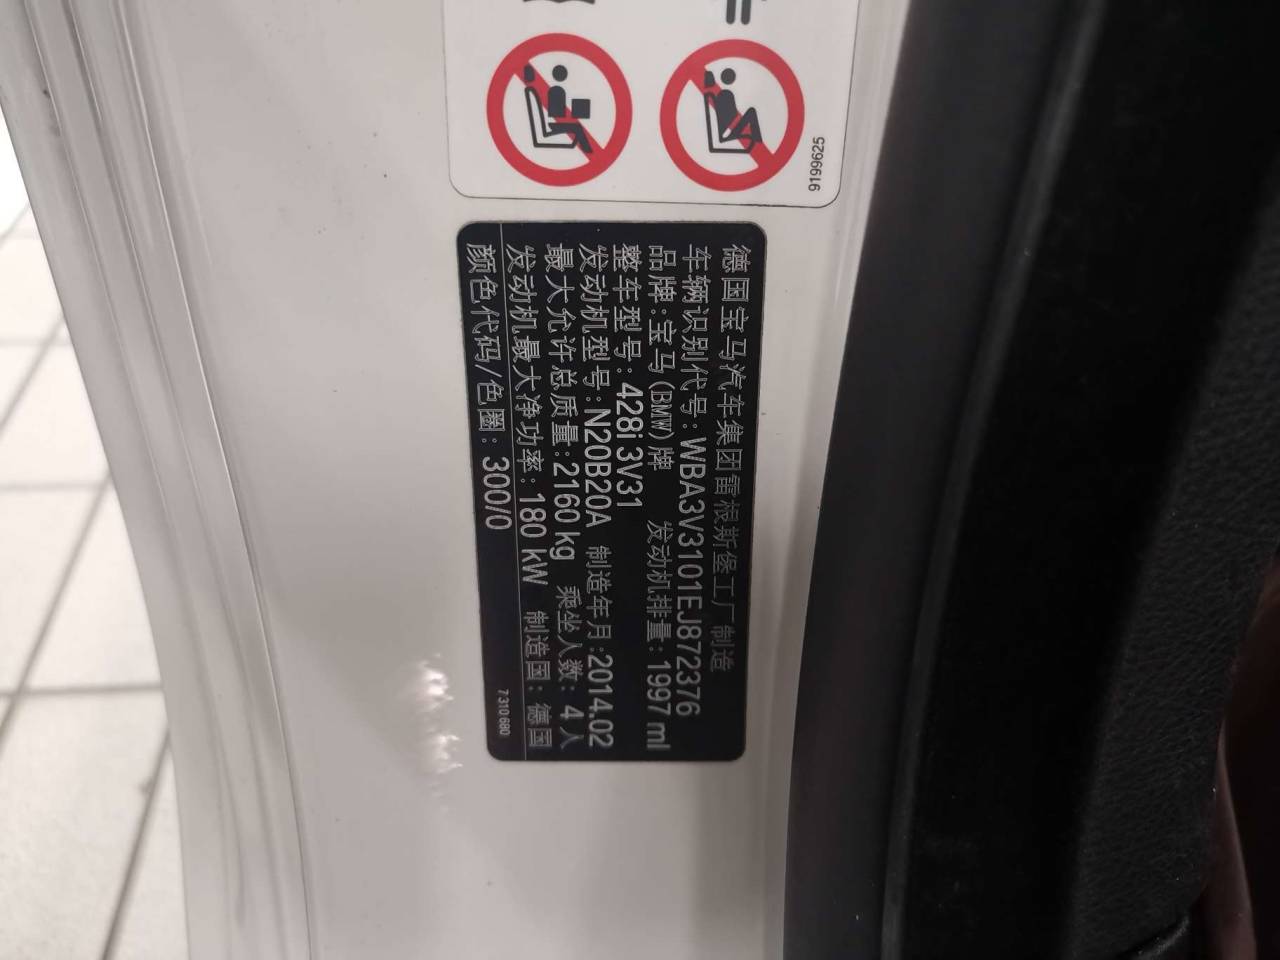 9199625
德国宝马汽车集团雷根斯堡工厂制造
车辆识别代号:WBA3V3101EJ872376
品牌:宝马(BMW)牌 发动机排量:1997 ml
整车型号:428i 3V31
发动机型号:N20B20A 制造年月:2014.02
最大允许总质量:2160 kg 乘坐人数:4人
发动机最大净功率:180 kW 制造国:德国
颜色代码/色圈:300/0
7310680